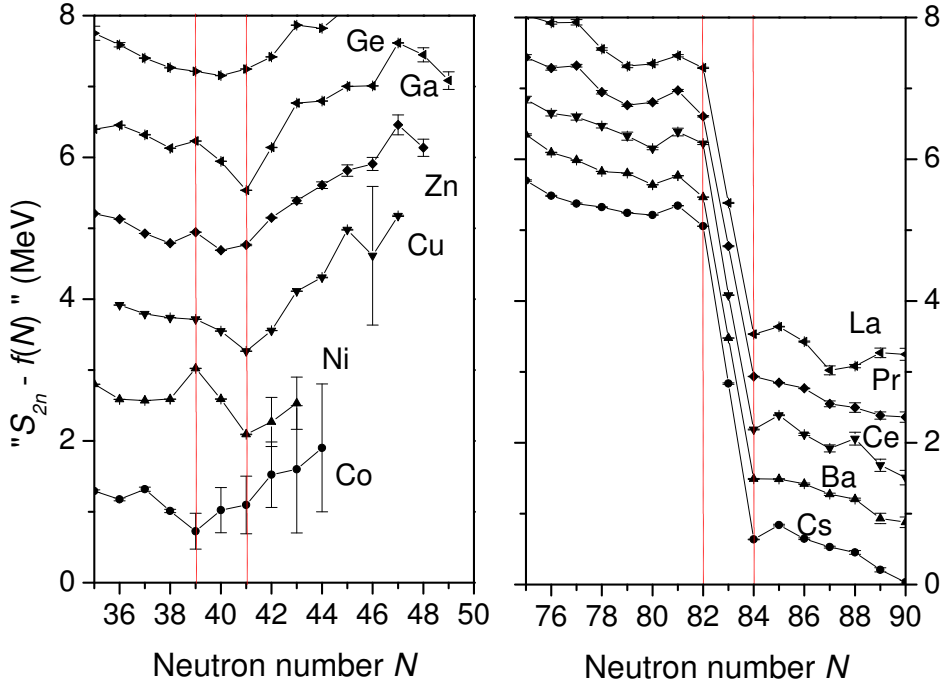 "S2n - f(N) " (MeV)
8
6
4
2
0
Ge
Ga
Zn
Cu
Ni
Co
36 38 40 42 44 46 48 50
Neutron number N
8
6
4
2
0
La
Pr
Ce
Ba
Cs
76 78 80 82 84 86 88 90
Neutron number N